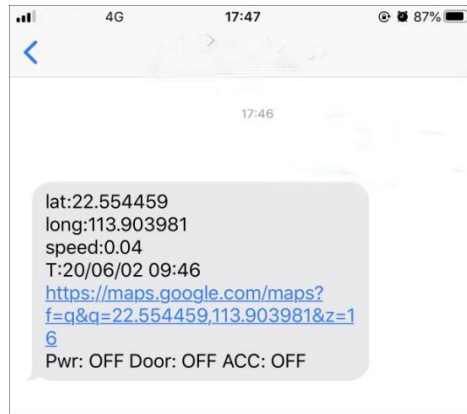 4G 17:47 87%
17:46
lat:22.554459
long:113.903981
speed:0.04
T:20/06/02 09:46
https://maps.google.com/maps?
f=q&q=22.554459,113.903981&z=1
6
Pwr: OFF Door: OFF ACC: OFF